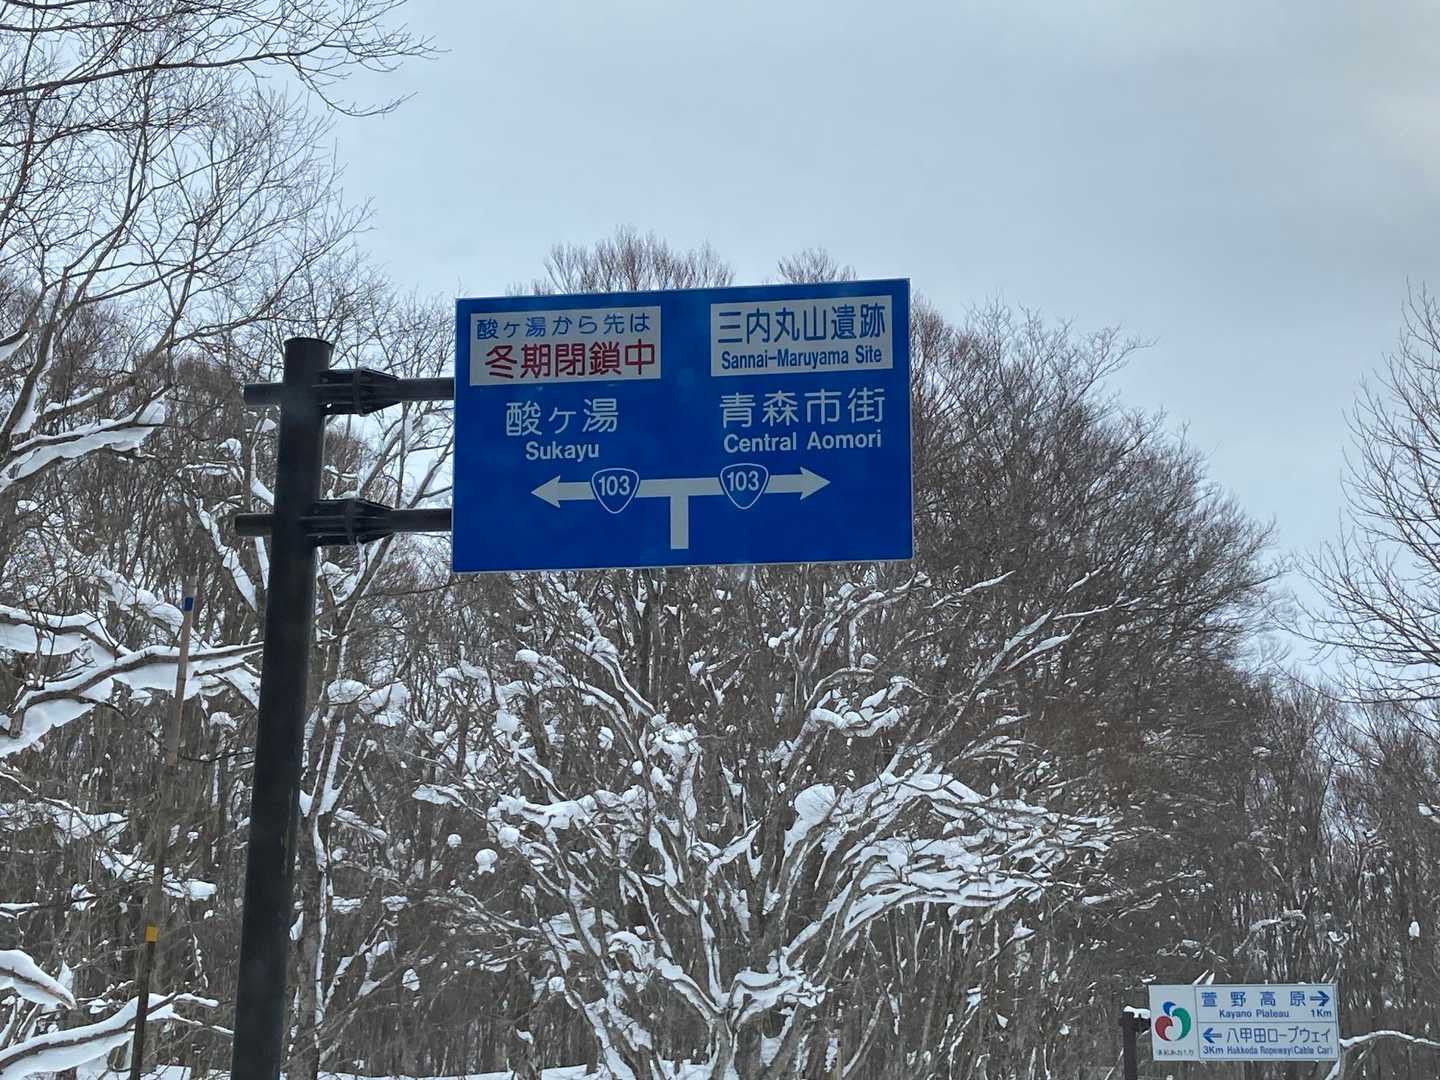 酸ヶ湯から先は
冬期閉鎖中
三内丸山遺跡
Sannai-Maruyama Site
酸ヶ湯
Sukayu
青森市街
Central Aomori
103
103
萱野高原→
Kayano Plateau 1Km
←八甲田ロープウェイ
3Km Hakkoda Ropeway(Cable Car)